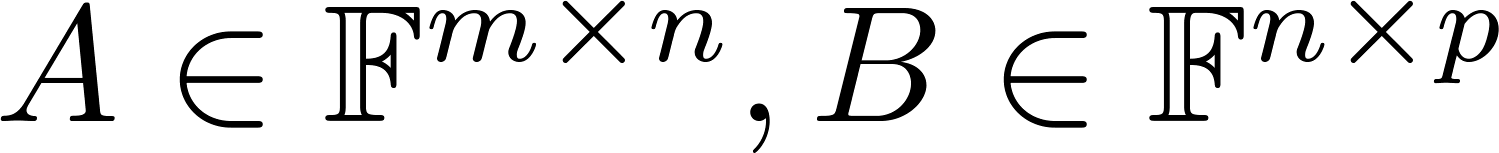 A ∈ 𝔽^{m×n}, B ∈ 𝔽^{n×p}